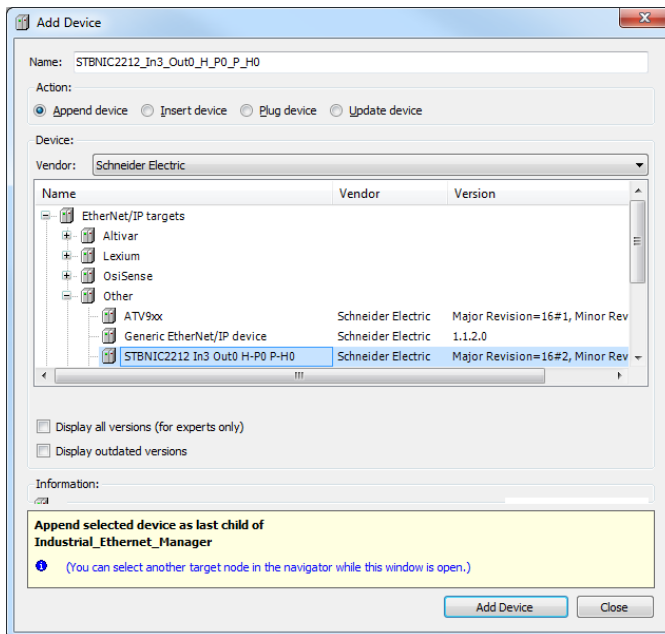 Add Device
Name: STBNIC2212_In3_Out0_H_P0_P_H0
Action:
Append device Insert device Plug device Update device
Device:
Vendor: Schneider Electric
Name Vendor Version
EtherNet/IP targets
Altivar
Lexium
OsiSense
Other
ATV9xx Schneider Electric Major Revision=16#1, Minor Rev
Generic EtherNet/IP device Schneider Electric 1.1.2.0
STBNIC2212 In3 Out0 H-P0 P-H0 Schneider Electric Major Revision=16#2, Minor Rev
Display all versions (for experts only)
Display outdated versions
Information:
Append selected device as last child of
Industrial_Ethernet_Manager
(You can select another target node in the navigator while this window is open.)
Add Device Close